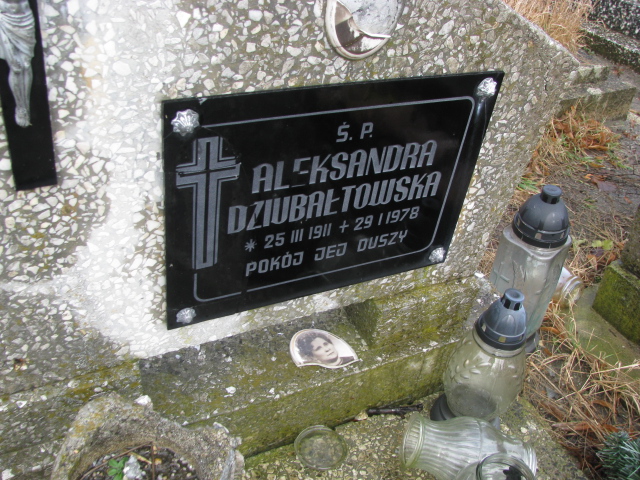 Ś. P.
ALEKSANDRA
DZIUBAŁTOWSKA
* 25 III 1911 + 29 I 1978
POKÓJ JEJ DUSZY